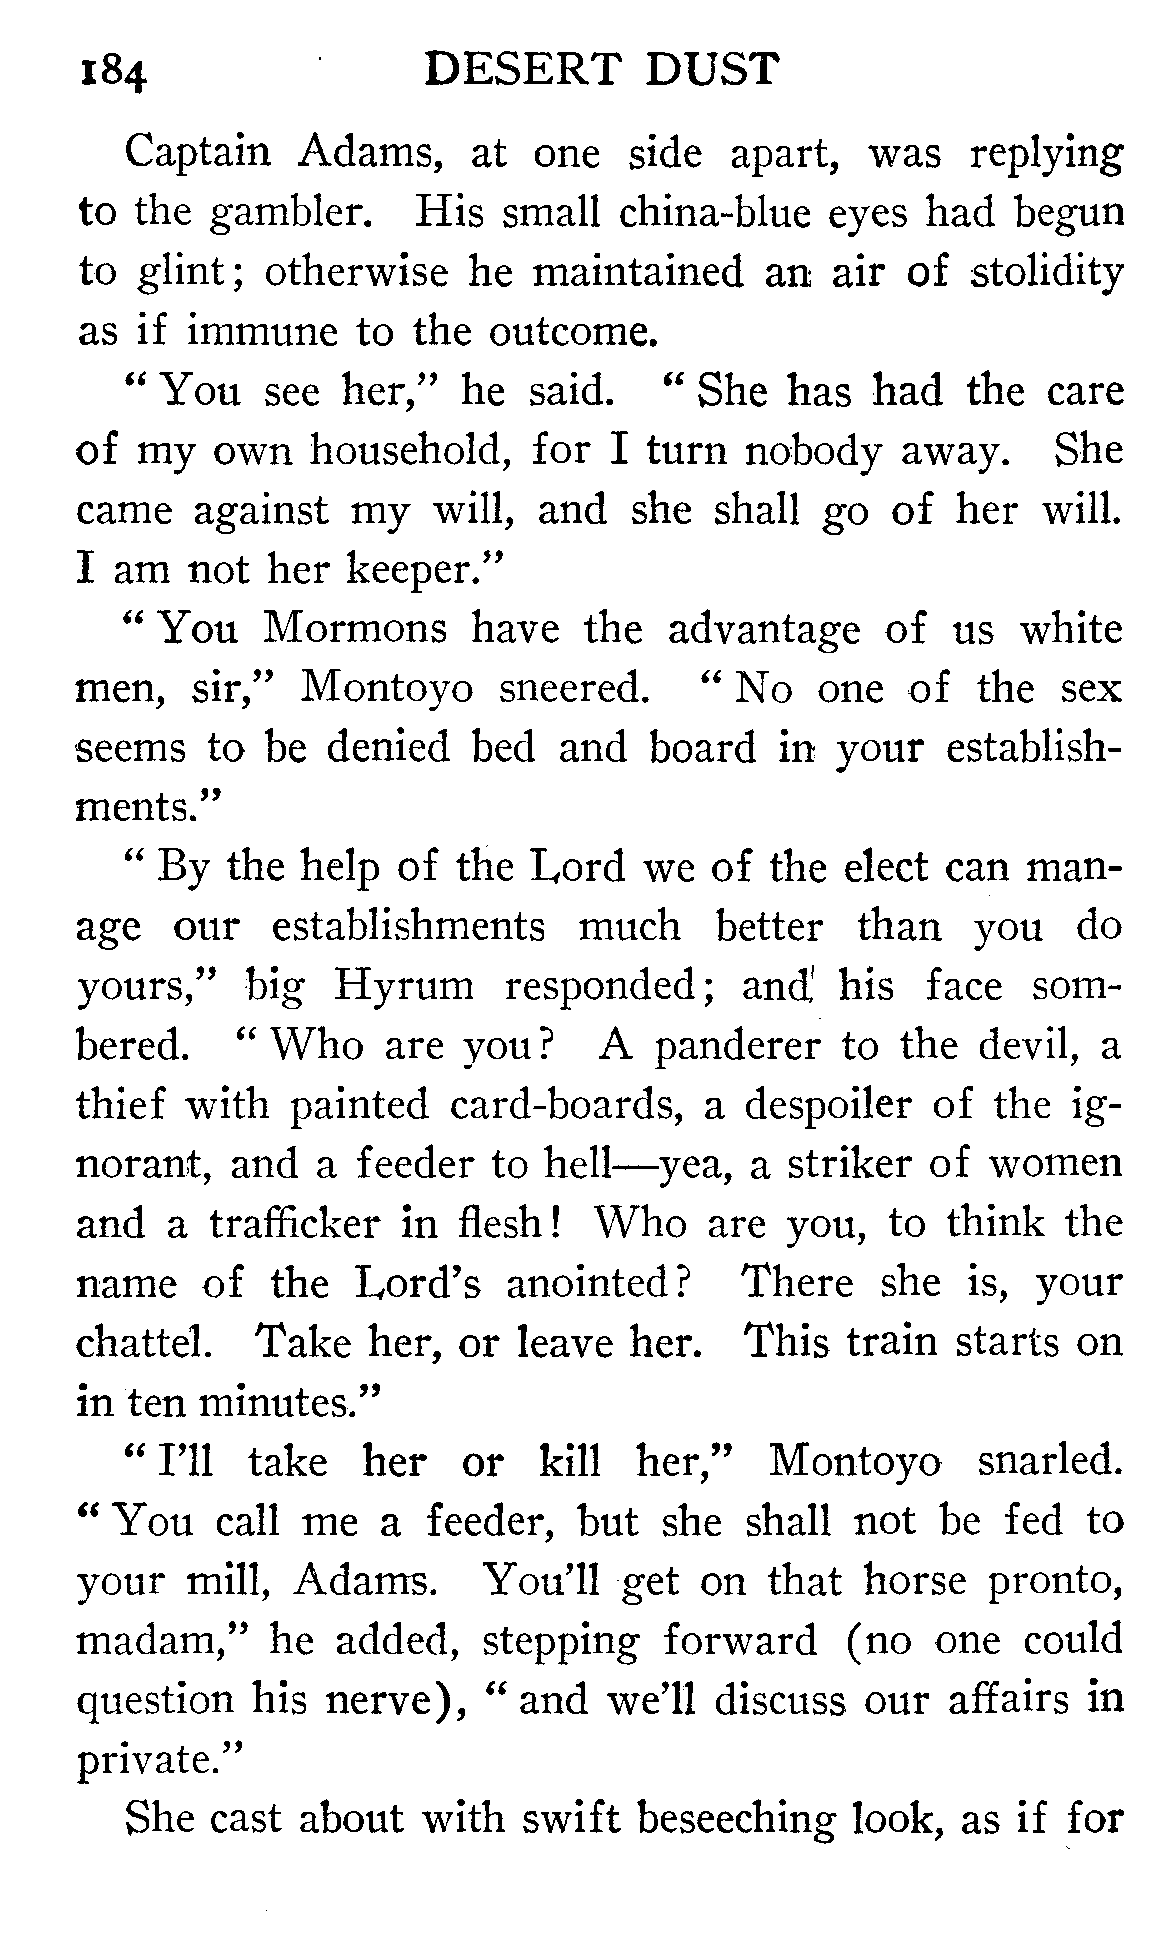 184 DESERT DUST
Captain Adams, at one side apart, was replying
to the gambler. His small china-blue eyes had begun
to glint; otherwise he maintained an air of stolidity
as if immune to the outcome.
“ You see her,” he said. “ She has had the care
of my own household, for I turn nobody away. She
came against my will, and she shall go of her will.
I am not her keeper.”
“ You Mormons have the advantage of us white
men, sir,” Montoyo sneered. “ No one of the sex
seems to be denied bed and board in your establish-
ments.”
“ By the help of the Lord we of the elect can man-
age our establishments much better than you do
yours,” big Hyrum responded; and his face som-
bered. “ Who are you? A panderer to the devil, a
thief with painted card-boards, a despoiler of the ig-
norant, and a feeder to hell—yea, a striker of women
and a trafficker in flesh! Who are you, to think the
name of the Lord’s anointed? There she is, your
chattel. Take her, or leave her. This train starts on
in ten minutes.”
“ I’ll take her or kill her,” Montoyo snarled.
“ You call me a feeder, but she shall not be fed to
your mill, Adams. You’ll get on that horse pronto,
madam,” he added, stepping forward (no one could
question his nerve), “ and we’ll discuss our affairs in
private.”
She cast about with swift beseeching look, as if for